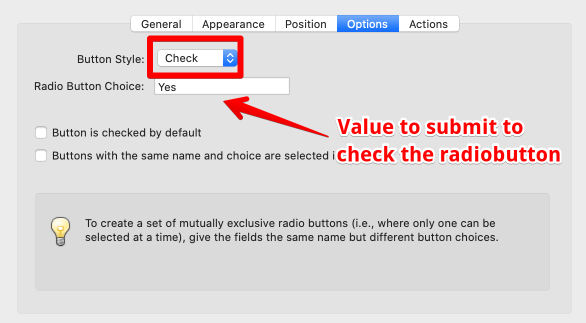 General Appearance Position Options Actions
Button Style: Check
Radio Button Choice: Yes
Button is checked by default
Buttons with the same name and choice are selected i
Value to submit to
check the radiobutton
To create a set of mutually exclusive radio buttons (i.e., where only one can be
selected at a time), give the fields the same name but different button choices.